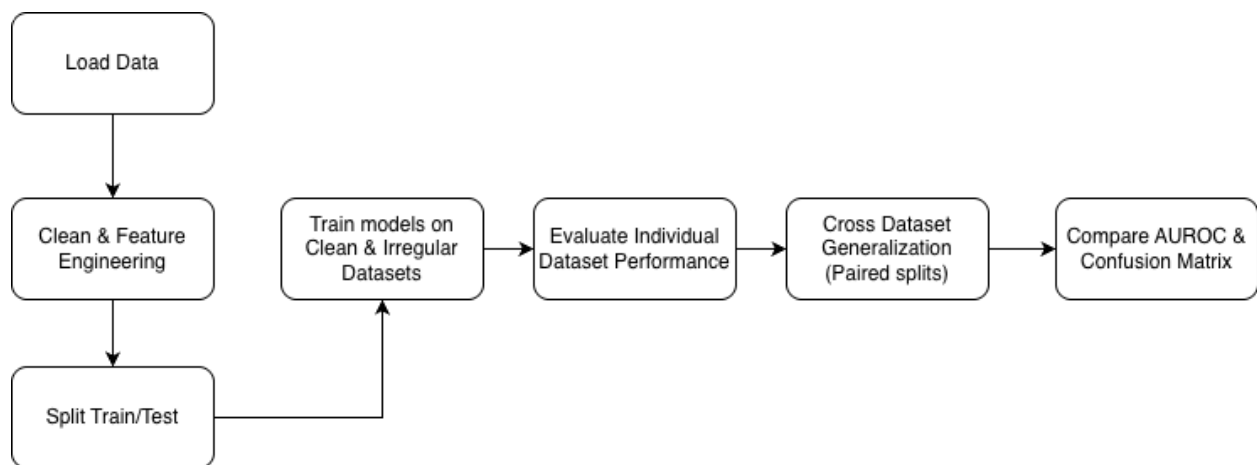 Load Data
Clean & Feature
Engineering
Split Train/Test
Train models on
Clean & Irregular
Datasets
Evaluate Individual
Dataset Performance
Cross Dataset
Generalization
(Paired splits)
Compare AUROC &
Confusion Matrix